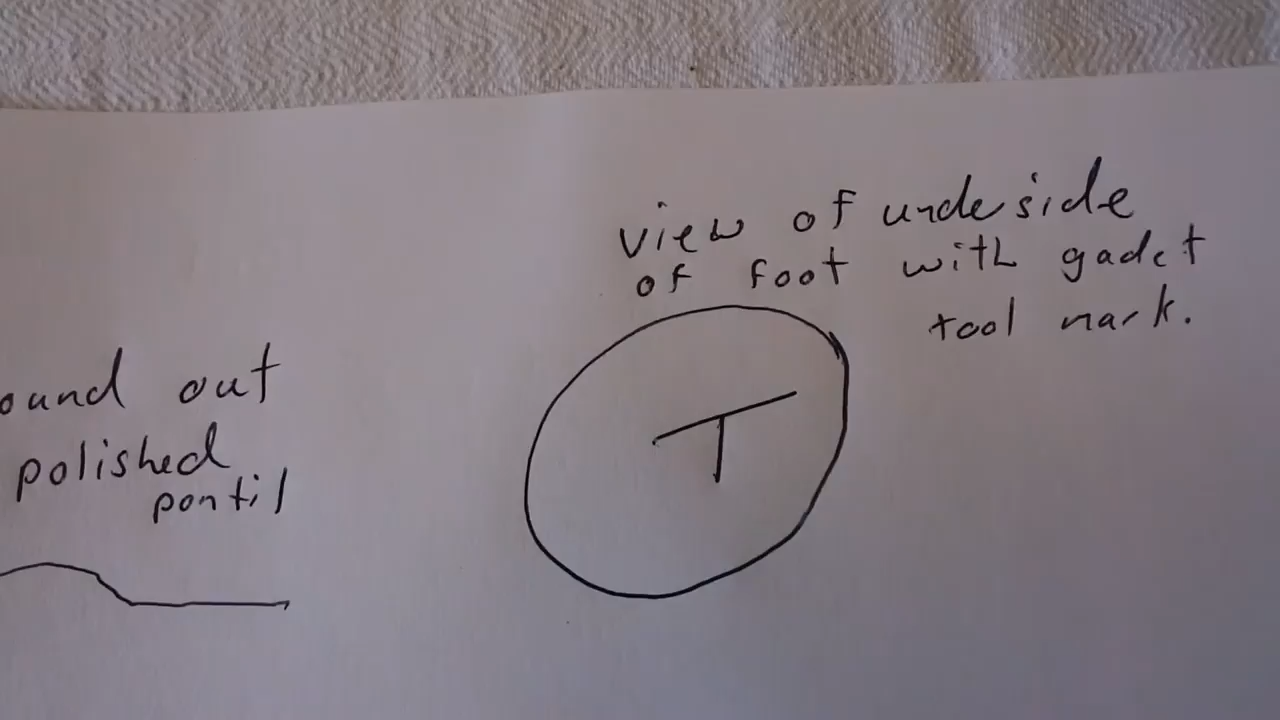 view of underside
of foot with gadet
tool mark.
ound out
polished
pontil
T